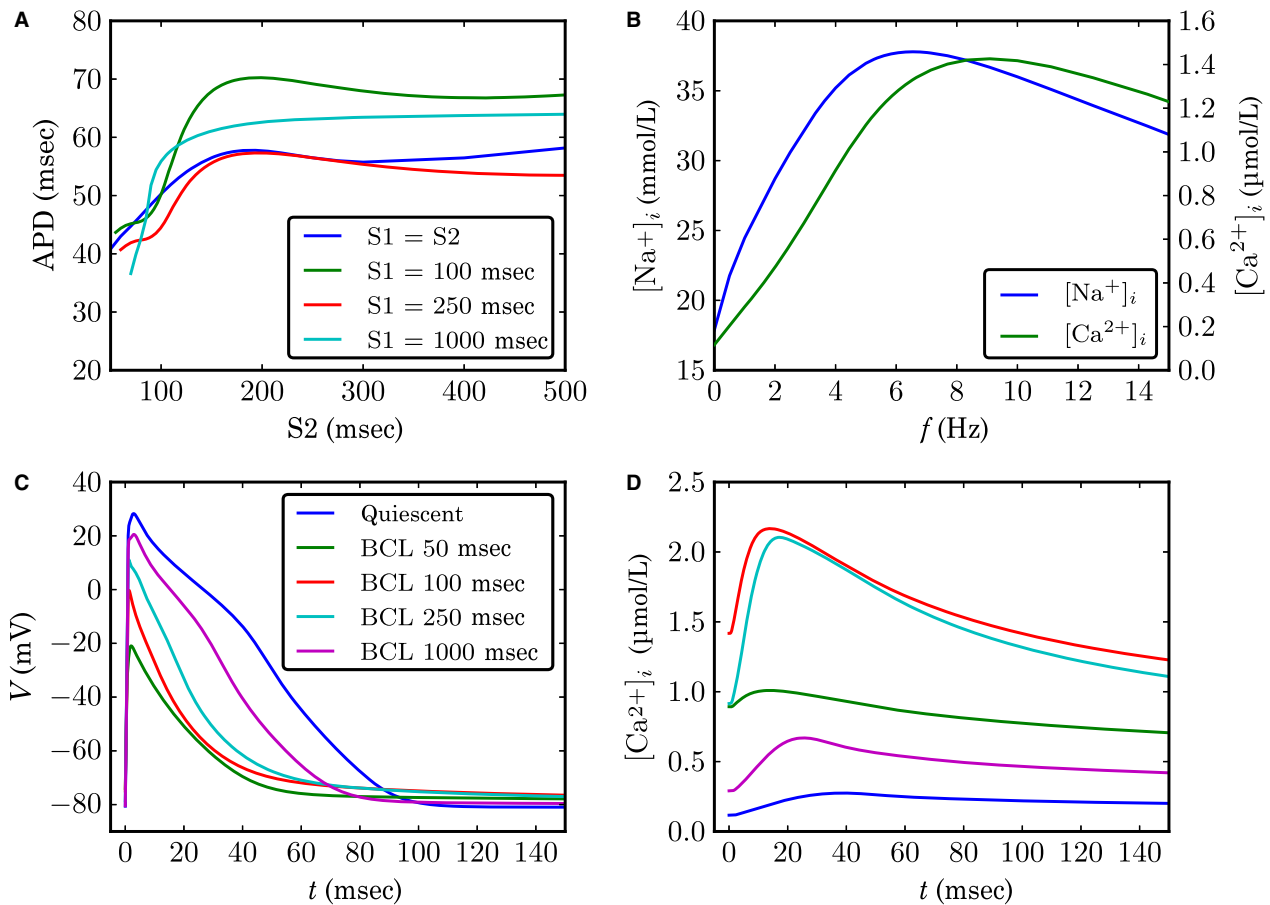 A
80
70
60
50
40
30
20
APD (msec)
100 200 300 400 500
S2 (msec)
S1 = S2
S1 = 100 msec
S1 = 250 msec
S1 = 1000 msec
B
40
35
30
25
20
15
[Na+]i (mmol/L)
1.6
1.4
1.2
1.0
0.8
0.6
0.4
0.2
0.0
[Ca2+]i (µmol/L)
0 2 4 6 8 10 12 14
f (Hz)
[Na+]i
[Ca2+]i
C
40
20
0
−20
−40
−60
−80
V (mV)
0 20 40 60 80 100 120 140
t (msec)
Quiescent
BCL 50 msec
BCL 100 msec
BCL 250 msec
BCL 1000 msec
D
2.5
2.0
1.5
1.0
0.5
0.0
[Ca2+]i (µmol/L)
0 20 40 60 80 100 120 140
t (msec)